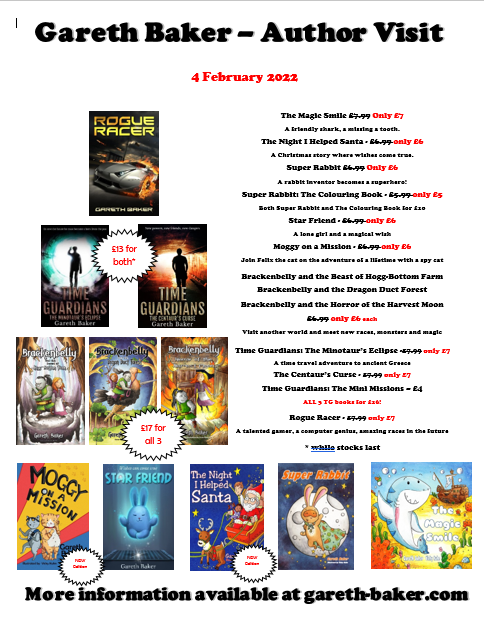 Gareth Baker – Author Visit
4 February 2022
The Magic Smile £7.99 Only £7
A friendly shark, a missing a tooth.
The Night I Helped Santa - £6.99 only £6
A Christmas story where wishes come true.
Super Rabbit £6.99 Only £6
A rabbit inventor becomes a superhero!
Super Rabbit: The Colouring Book - £5.99 only £5
Both Super Rabbit and The Colouring Book for £10
Star Friend - £6.99 only £6
A lone girl and a magical wish
Moggy on a Mission - £6.99 only £6
Join Felix the cat on the adventure of a lifetime with a spy cat
Brackenbelly and the Beast of Hogg-Bottom Farm
Brackenbelly and the Dragon Duct Forest
Brackenbelly and the Horror of the Harvest Moon
£6.99 only £6 each
Visit another world and meet new races, monsters and magic
Time Guardians: The Minotaur's Eclipse £7.99 only £7
A time travel adventure to ancient Greece
The Centaur's Curse - £7.99 only £7
Time Guardians: The Mini Missions – £4
ALL 3 TG books for £16!
Rogue Racer - £7.99 only £7
A talented gamer, a computer genius, amazing races in the future
* while stocks last
ROGUE
RACER
GARETH BAKER
£13 for
both*
TIME
GUARDIANS
THE MINOTAUR'S ECLIPSE
Gareth Baker
TIME
GUARDIANS
THE CENTAUR'S CURSE
Gareth Baker
Brackenbelly
Gareth Baker
Brackenbelly
Brackenbelly
Baker
£17 for
all 3
MOGGY
ON A
MISSION
New
Edition
STAR FRIEND
Gareth Baker
The Night
I Helped
Santa
New
Edition
Super Rabbit
Gareth Baker
The
Magic
Smile
More information available at gareth-baker.com